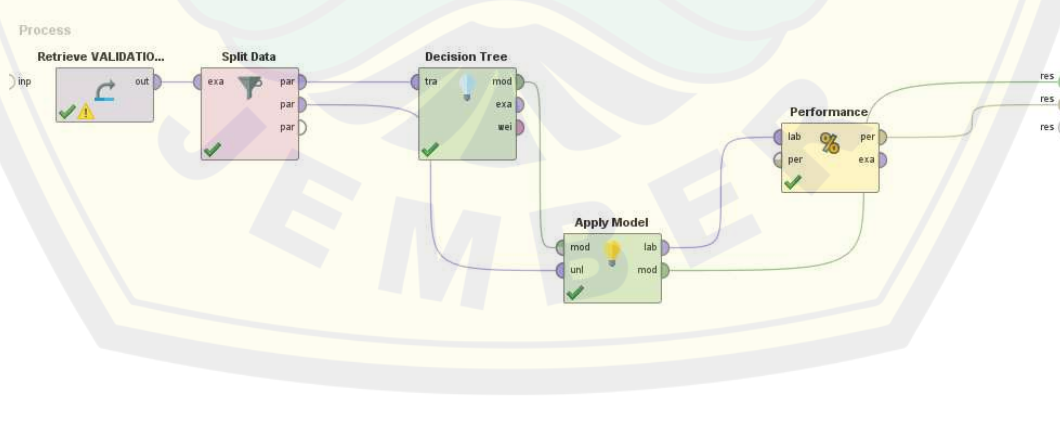 Process
Retrieve VALIDATIO...
inp
out
Split Data
exa
par
par
par
Decision Tree
tra
mod
exa
wei
Apply Model
mod
unl
lab
mod
Performance
%
lab
per
per
exa
res
res
res
JEMBER